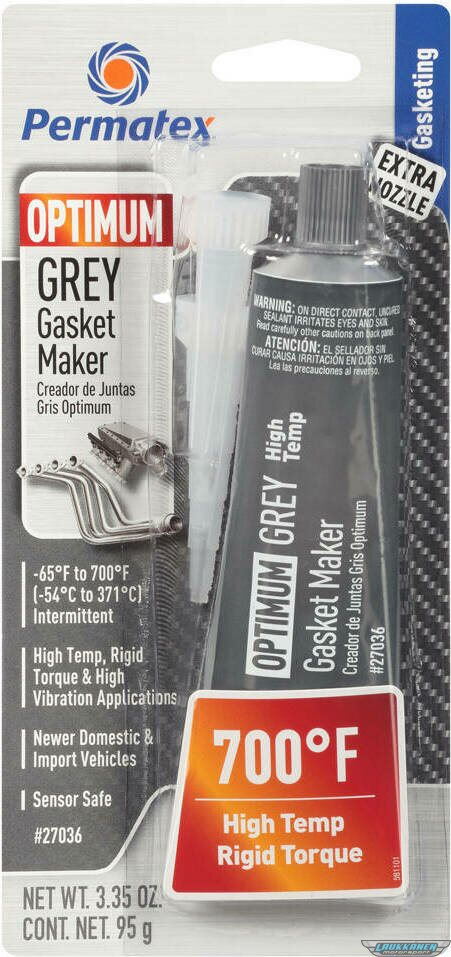 Permatex
Gasketing
EXTRA
NOZZLE
OPTIMUM
GREY
Gasket
Maker
Creador de Juntas
Gris Optimum
-65°F to 700°F
(-54°C to 371°C)
Intermittent
High Temp, Rigid
Torque & High
Vibration Applications
Newer Domestic &
Import Vehicles
Sensor Safe
#27036
NET WT. 3.35 OZ.
CONT. NET. 95 g
WARNING: ON DIRECT CONTACT, UNCURED
SEALANT IRRITATES EYES AND SKIN.
Read carefully other cautions on back panel.
ATENCIÓN: EL SELLADOR SIN
CURAR CAUSA IRRITACIÓN EN OJOS Y PIEL.
Lea las precauciones al reverso.
OPTIMUM GREY High
Temp
Gasket Maker
Creador de Juntas Gris Optimum
#27036
700°F
High Temp
Rigid Torque
5B1101
LAUKKANEN
motorsport